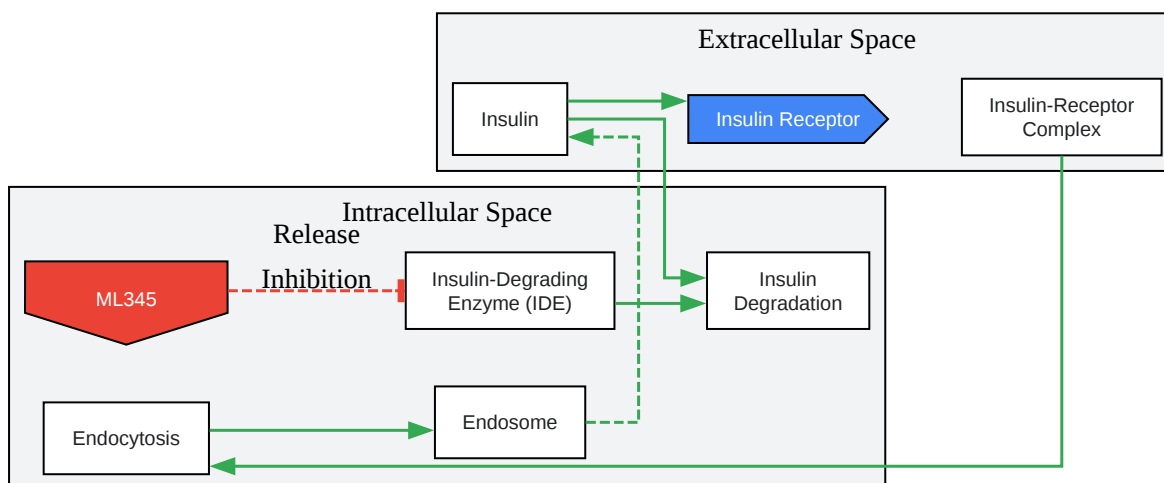 Extracellular Space
Insulin
Insulin Receptor
Insulin-Receptor
Complex
Intracellular Space
Release
Inhibition
ML345
Insulin-Degrading
Enzyme (IDE)
Insulin
Degradation
Endocytosis
Endosome